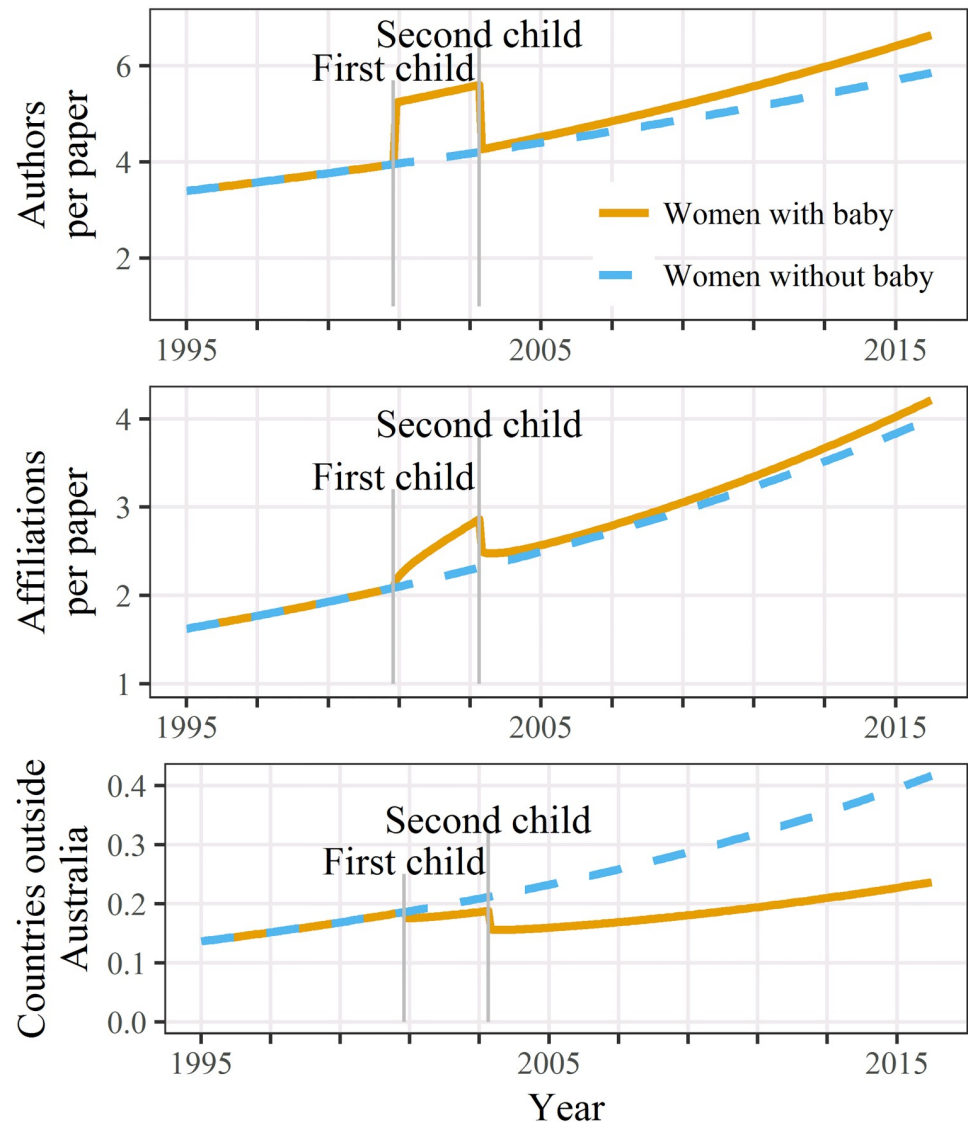 Authors
per paper
6
4
2
Second child
First child
Women with baby
Women without baby
1995
2005
2015
Affiliations
per paper
4
3
2
1
Second child
First child
1995
2005
2015
Countries outside
Australia
0.4
0.3
0.2
0.1
0.0
Second child
First child
1995
2005
2015
Year